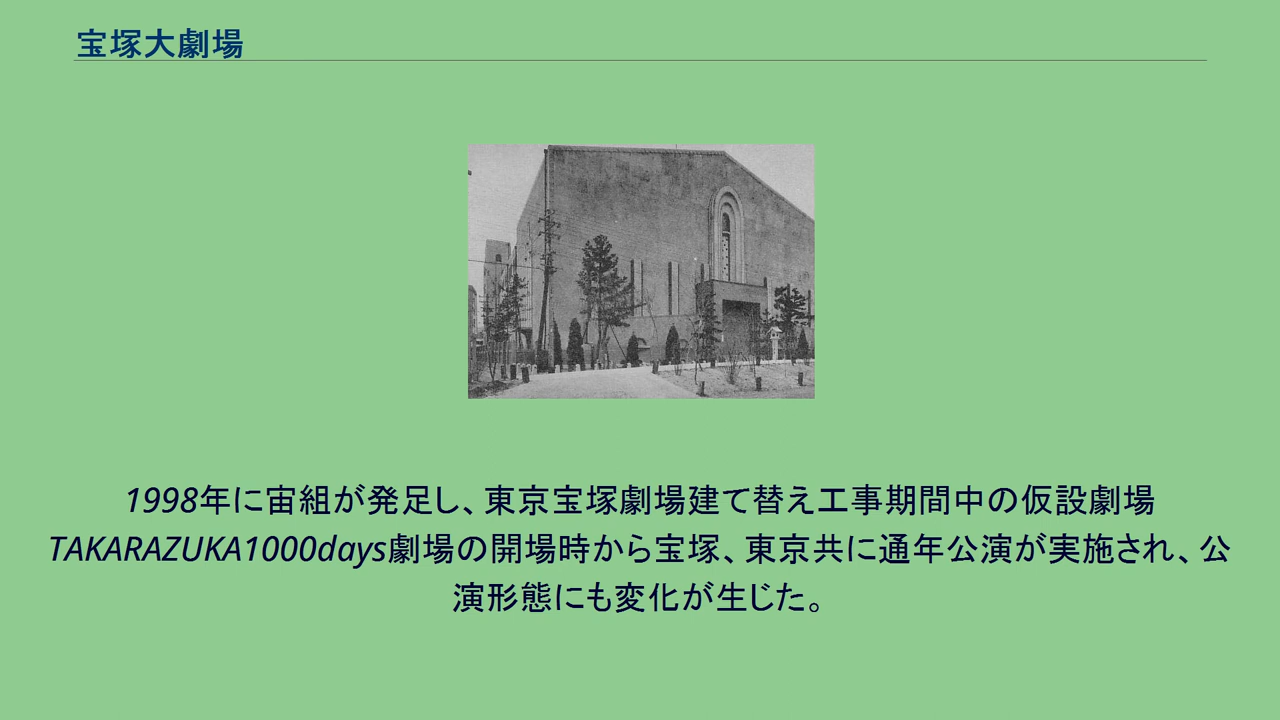 宝塚大劇場
1998年に宙組が発足し、東京宝塚劇場建て替え工事期間中の仮設劇場
TAKARAZUKA1000days劇場の開場時から宝塚、東京共に通年公演が実施され、公
演形態にも変化が生じた。